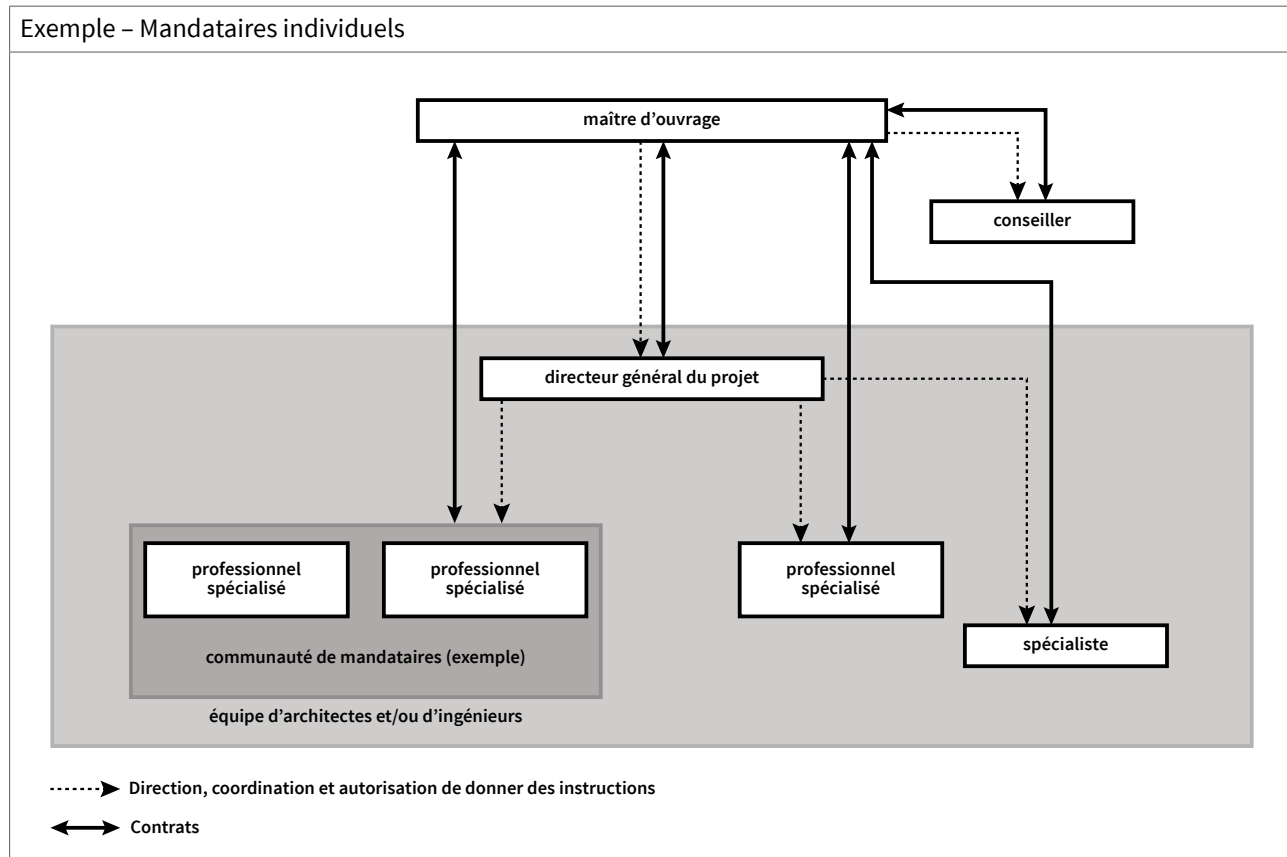 Exemple – Mandataires individuels
maître d’ouvrage
conseiller
directeur général du projet
professionnel
spécialisé
professionnel
spécialisé
professionnel
spécialisé
spécialiste
communauté de mandataires (exemple)
équipe d’architectes et/ou d’ingénieurs
Direction, coordination et autorisation de donner des instructions
Contrats